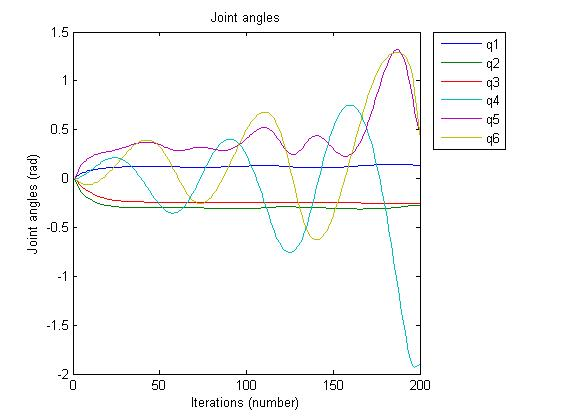 Joint angles
1.5
1
0.5
0
-0.5
-1
-1.5
-2
Joint angles (rad)
0
50
100
150
200
Iterations (number)
q1
q2
q3
q4
q5
q6